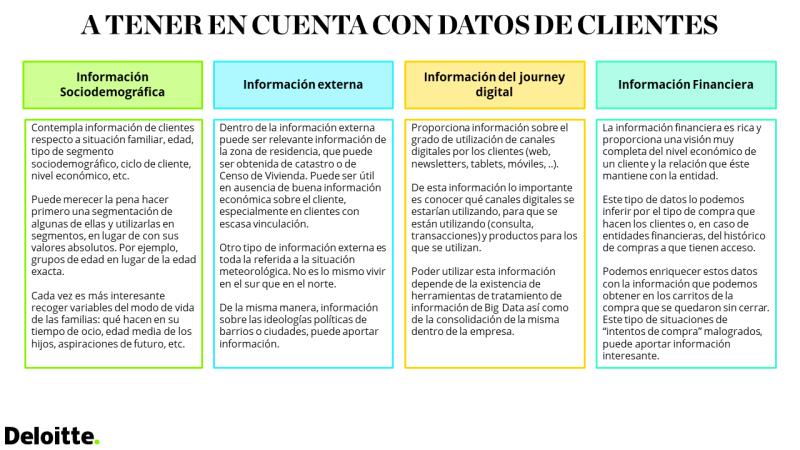 A TENER EN CUENTA CON DATOS DE CLIENTES
Información
Sociodemográfica
Contempla información de clientes
respecto a situación familiar, edad,
tipo de segmento
sociodemográfico, ciclo de cliente,
nivel económico, etc.
Puede merecer la pena hacer
primero una segmentación de
algunas de ellas y utilizarlas en
segmentos, en lugar de con sus
valores absolutos. Por ejemplo,
grupos de edad en lugar de la edad
exacta.
Cada vez es más interesante
recoger variables del modo de vida
de las familias: qué hacen en su
tiempo de ocio, edad media de los
hijos, aspiraciones de futuro, etc.
Información externa
Dentro de la información externa
puede ser relevante información de
la zona de residencia, que puede
ser obtenida de catastro o de
Censo de Vivienda. Puede ser útil
en ausencia de buena información
económica sobre el cliente,
especialmente en clientes con
escasa vinculación.
Otro tipo de información externa es
toda la referida a la situación
meteorológica. No es lo mismo vivir
en el sur que en el norte.
De la misma manera, información
sobre las ideologías políticas de
barrios o ciudades, puede aportar
información.
Información del journey
digital
Proporciona información sobre el
grado de utilización de canales
digitales por los clientes (web,
newsletters, tablets, móviles, ..).
De esta información lo importante
es conocer qué canales digitales se
estarían utilizando, para que se
están utilizando (consulta,
transacciones) y productos para los
que se utilizan.
Poder utilizar esta información
depende de la existencia de
herramientas de tratamiento de
información de Big Data así como
de la consolidación de la misma
dentro de la empresa.
Información Financiera
La información financiera es rica y
proporciona una visión muy
completa del nivel económico de
un cliente y la relación que éste
mantiene con la entidad.
Este tipo de datos lo podemos
inferir por el tipo de compra que
hacen los clientes o, en caso de
entidades financieras, del histórico
de compras a que tienen acceso.
Podemos enriquecer estos datos
con la información que podemos
obtener en los carritos de la
compra que se quedaron sin cerrar.
Este tipo de situaciones de
“intentos de compra” malogrados,
puede aportar información
interesante.
Deloitte.